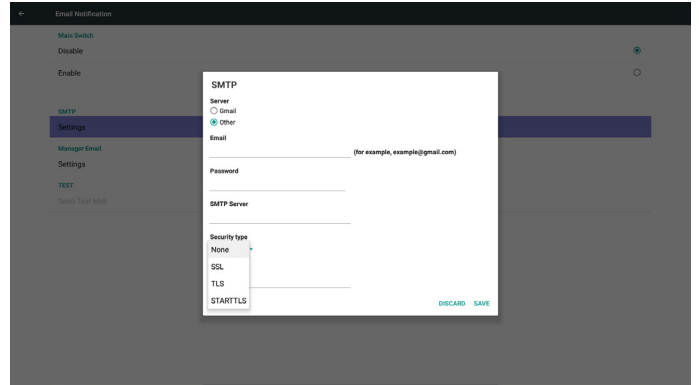 Email Notification
Main Switch
Disable
Enable
SMTP
Settings
Manager Email
Settings
TEST
Send Test Mail
SMTP
Server
Gmail
Other
Email
(for example, example@gmail.com)
Password
SMTP Server
Security type
None
SSL
TLS
STARTTLS
DISCARD SAVE